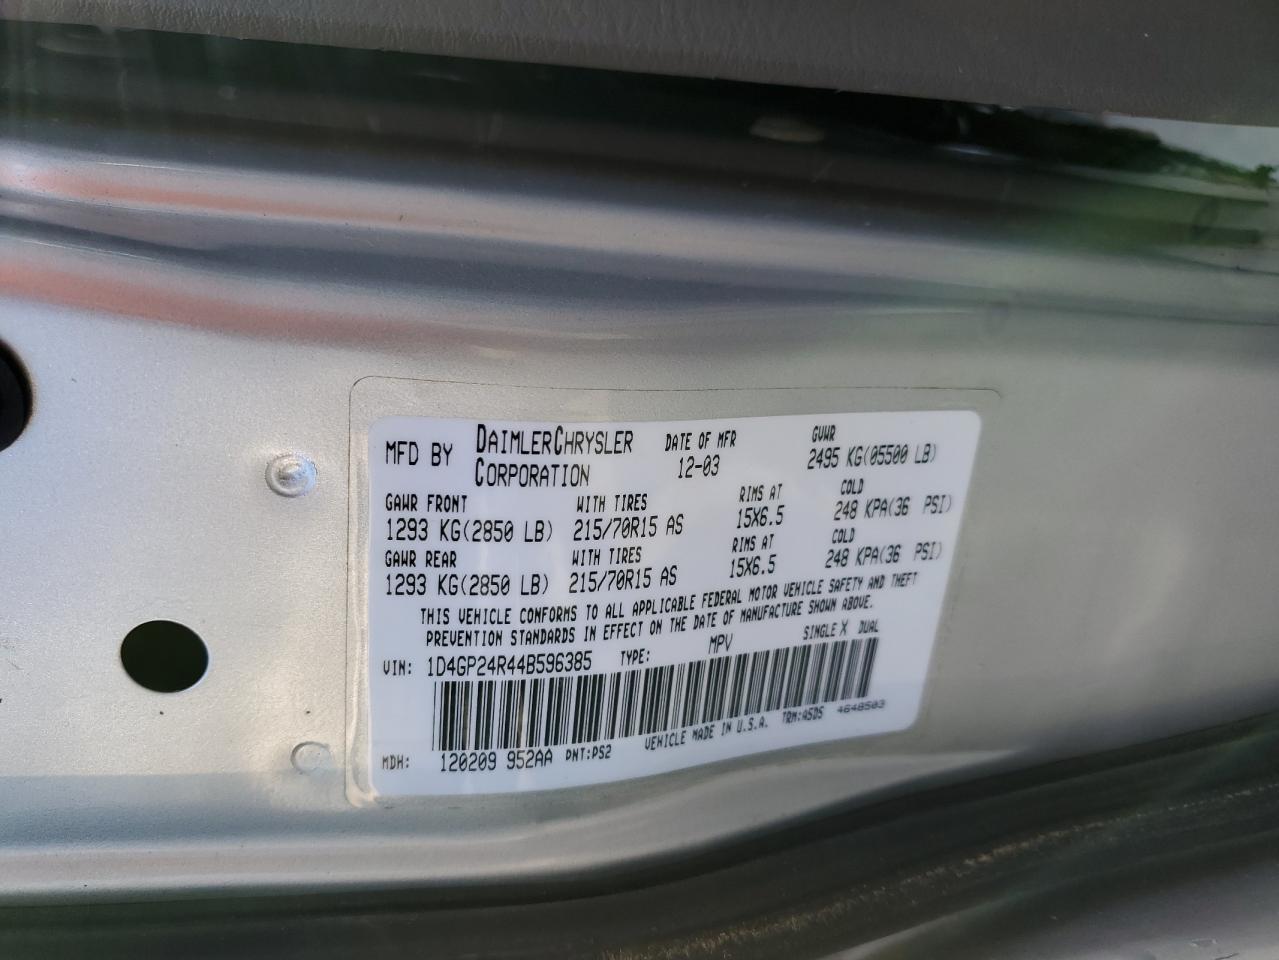 MFD BY DAIMLERCHRYSLER CORPORATION DATE OF MFR 12-03 GVWR 2495 KG(05500 LB)
GAWR FRONT WITH TIRES RIMS AT COLD
1293 KG(2850 LB) 215/70R15 AS 15X6.5 248 KPA(36 PSI)
GAWR REAR WITH TIRES RIMS AT COLD
1293 KG(2850 LB) 215/70R15 AS 15X6.5 248 KPA(36 PSI)
THIS VEHICLE CONFORMS TO ALL APPLICABLE FEDERAL MOTOR VEHICLE SAFETY AND THEFT
PREVENTION STANDARDS IN EFFECT ON THE DATE OF MANUFACTURE SHOWN ABOVE.
VIN: 1D4GP24R44B596385 TYPE: MPV SINGLE X DUAL
MDH: 120209 952AA PNT:PS2 VEHICLE MADE IN U.S.A. TRM:ASDS 4648503